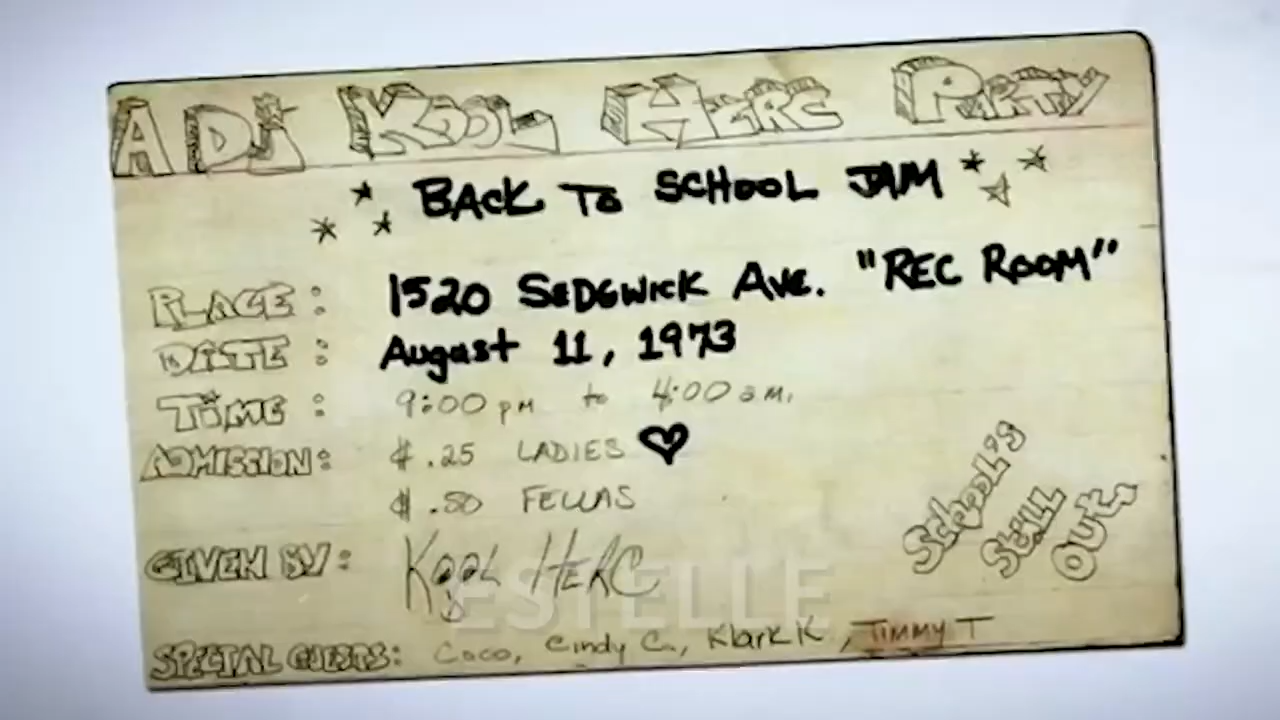 A DJ KOOL HERC PARTY
BACK TO SCHOOL JAM
PLACE: 1520 SEDGWICK AVE. "REC ROOM"
DATE: August 11, 1973
TIME: 9:00 pm to 4:00 a.m.
ADMISSION: $.25 LADIES
$.50 FELLAS
School's
Still
Out
GIVEN BY: KOOL HERC
ESTELLE
SPECIAL GUESTS: Coco, Cindy C., Klark K, TIMMY T